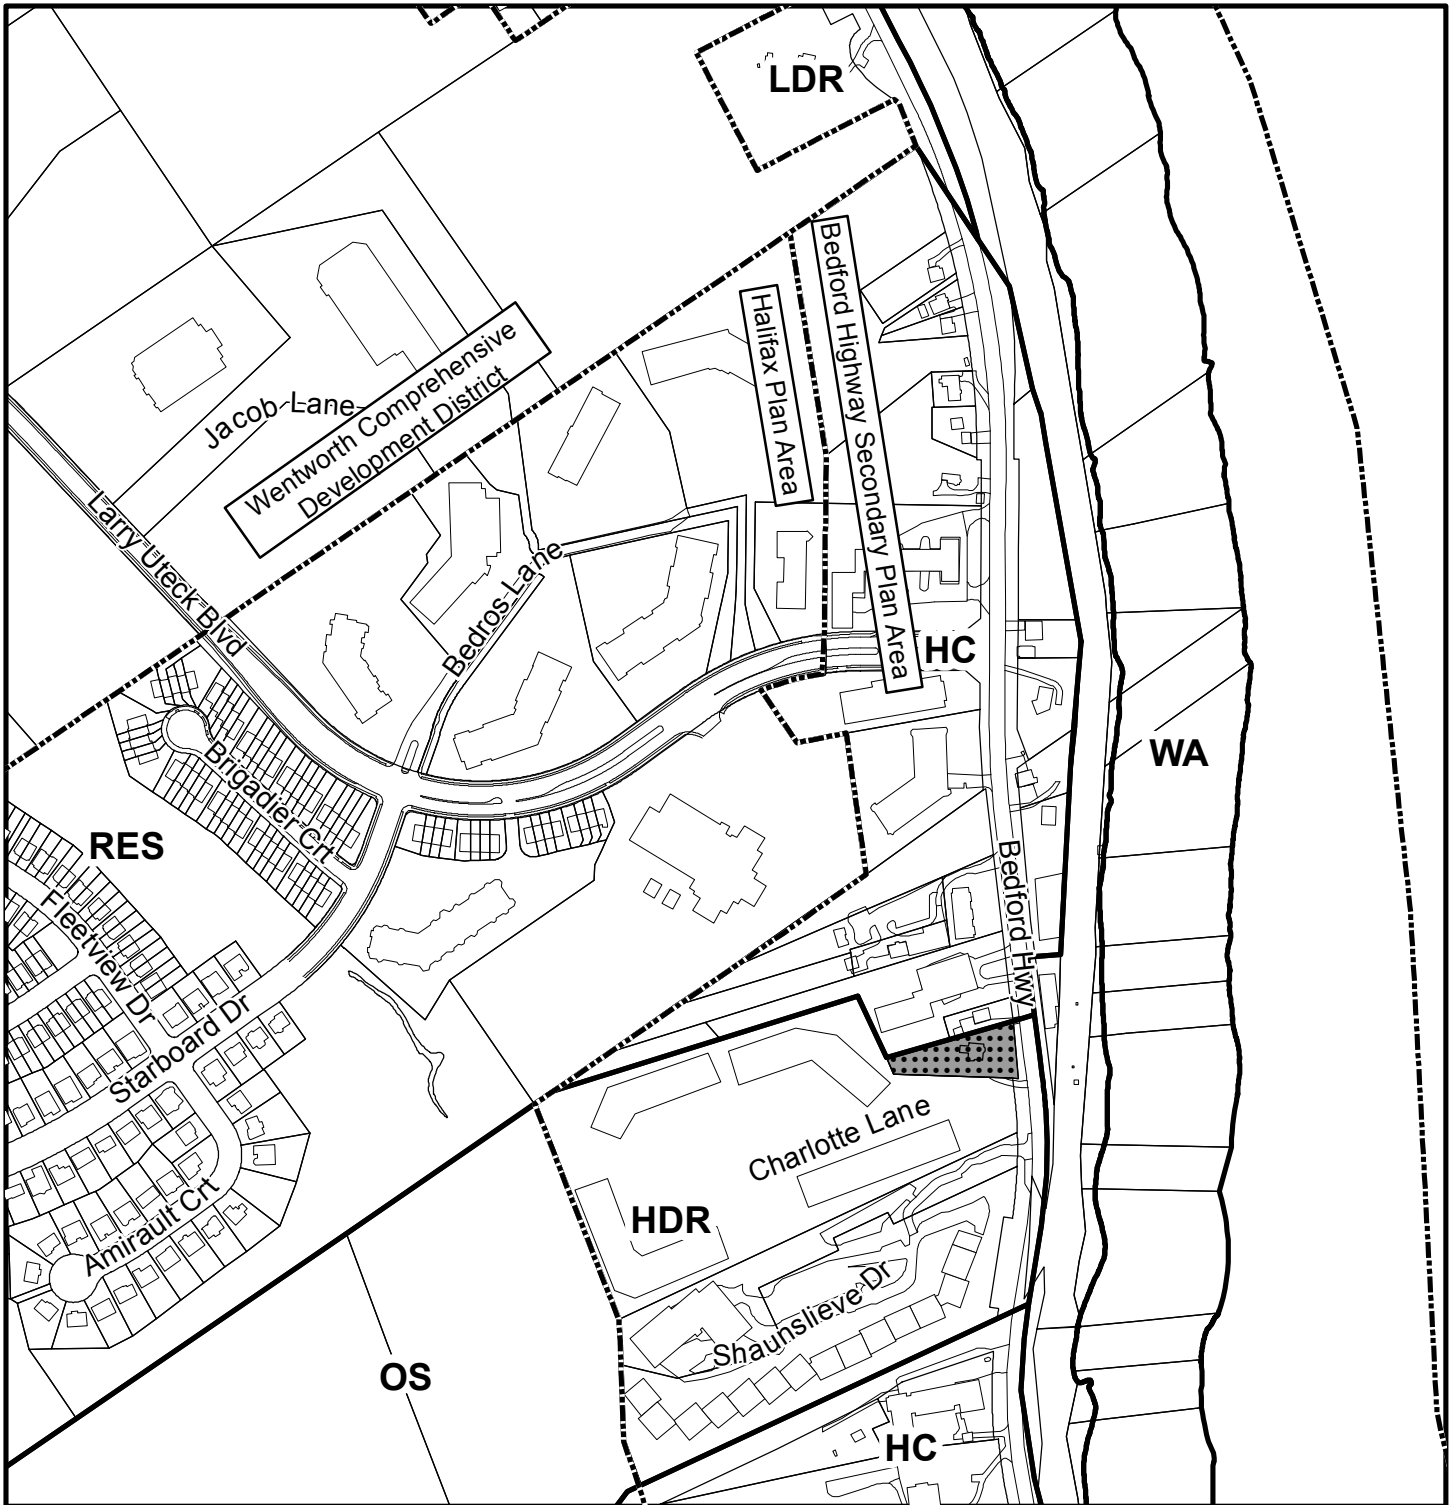 LDR
Bedford Highway Secondary Plan Area
Halifax Plan Area
Wentworth Comprehensive
Development District
Jacob Lane
Larry Uteck Blvd
Bedros Lane
HC
WA
Brigadier Crt
RES
Fleetview Dr
Bedford Hwy
Starboard Dr
Charlotte Lane
Amirault Crt
HDR
Shaunslieve Dr
OS
HC